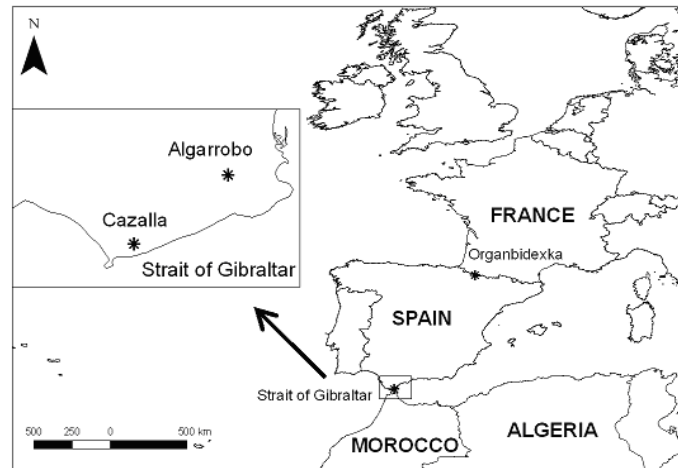 N
Algarrobo
Cazalla
Strait of Gibraltar
FRANCE
Organbidexka
SPAIN
Strait of Gibraltar
500 250 0 500 km
MOROCCO
ALGERIA